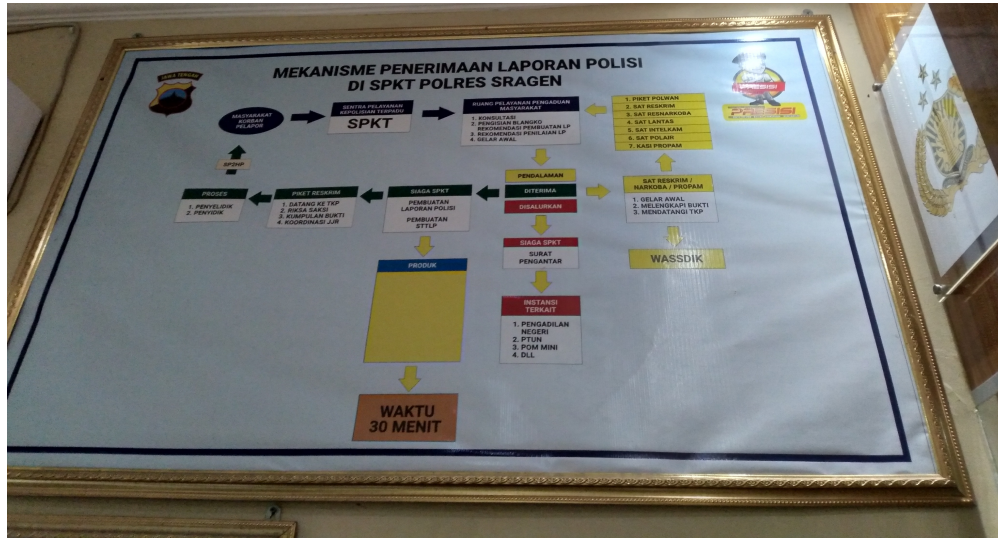 MEKANISME PENERIMAAN LAPORAN POLISI
DI SPKT POLRES SRAGEN
JAWA TENGAH
PRESISI
PRESISI
MASYARAKAT
KORBAN
PELAPOR
SENTRA PELAYANAN
KEPOLISIAN TERPADU
SPKT
RUANG PELAYANAN PENGADUAN
MASYARAKAT
1. KONSULTASI
2. PENGISIAN BLANGKO
REKOMENDASI PEMBUATAN LP
3. REKOMENDASI PENILAIAN LP
4. GELAR AWAL
1. PIKET POLWAN
2. SAT RESKRIM
3. SAT RESNARKOBA
4. SAT LANTAS
5. SAT INTELKAM
6. SAT POLAIR
7. KASI PROPAM
SP2HP
PROSES
1. PENYELIDIK
2. PENYIDIK
PIKET RESKRIM
1. DATANG KE TKP
2. RIKSA SAKSI
3. KUMPULAN BUKTI
4. KOORDINASI JJR
SIAGA SPKT
PEMBUATAN
LAPORAN POLISI
PEMBUATAN
STTLP
PENDALAMAN
DITERIMA
DISALURKAN
SAT RESKRIM /
NARKOBA / PROPAM
1. GELAR AWAL
2. MELENGKAPI BUKTI
3. MENDATANGI TKP
SIAGA SPKT
SURAT
PENGANTAR
WASSDIK
PRODUK
INSTANSI
TERKAIT
1. PENGADILAN
NEGERI
2. PTUN
3. POM MINI
4. DLL
WAKTU
30 MENIT